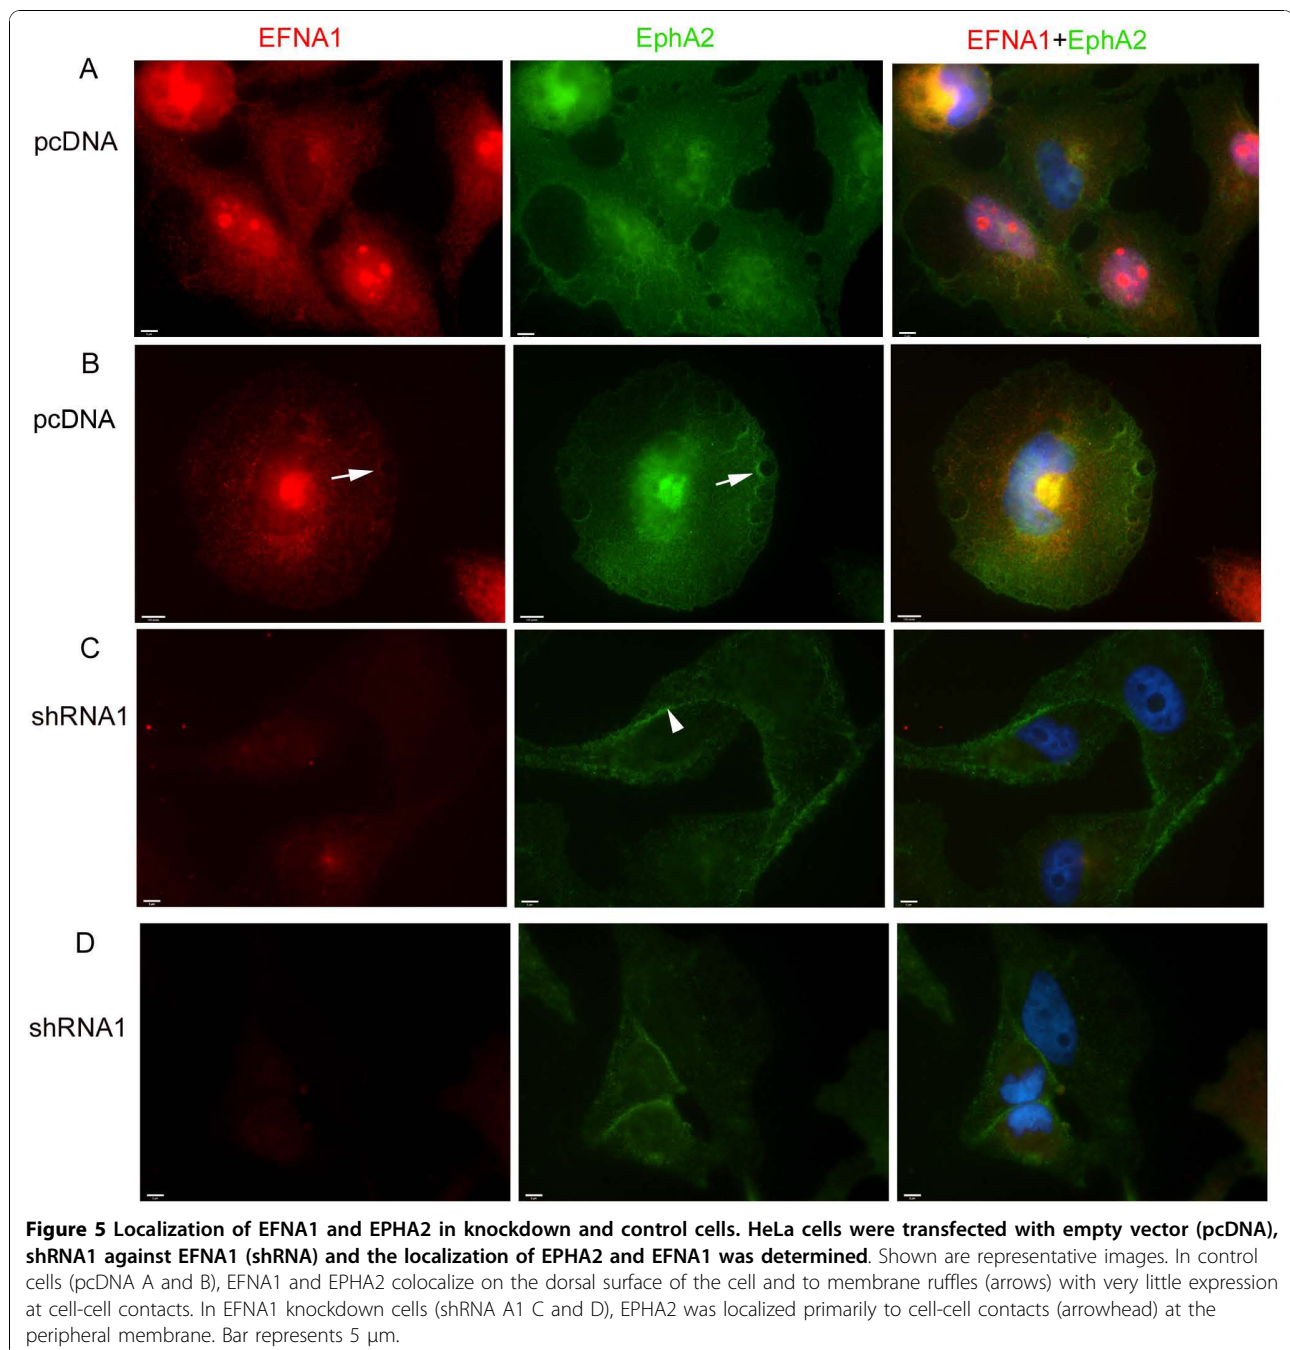 EFNA1 EphA2 EFNA1+EphA2
A
pcDNA
B
pcDNA
C
shRNA1
D
shRNA1
Figure 5 Localization of EFNA1 and EPHA2 in knockdown and control cells. HeLa cells were transfected with empty vector (pcDNA),
shRNA1 against EFNA1 (shRNA) and the localization of EPHA2 and EFNA1 was determined. Shown are representative images. In control
cells (pcDNA A and B), EFNA1 and EPHA2 colocalize on the dorsal surface of the cell and to membrane ruffles (arrows) with very little expression
at cell-cell contacts. In EFNA1 knockdown cells (shRNA A1 C and D), EPHA2 was localized primarily to cell-cell contacts (arrowhead) at the
peripheral membrane. Bar represents 5 μm.